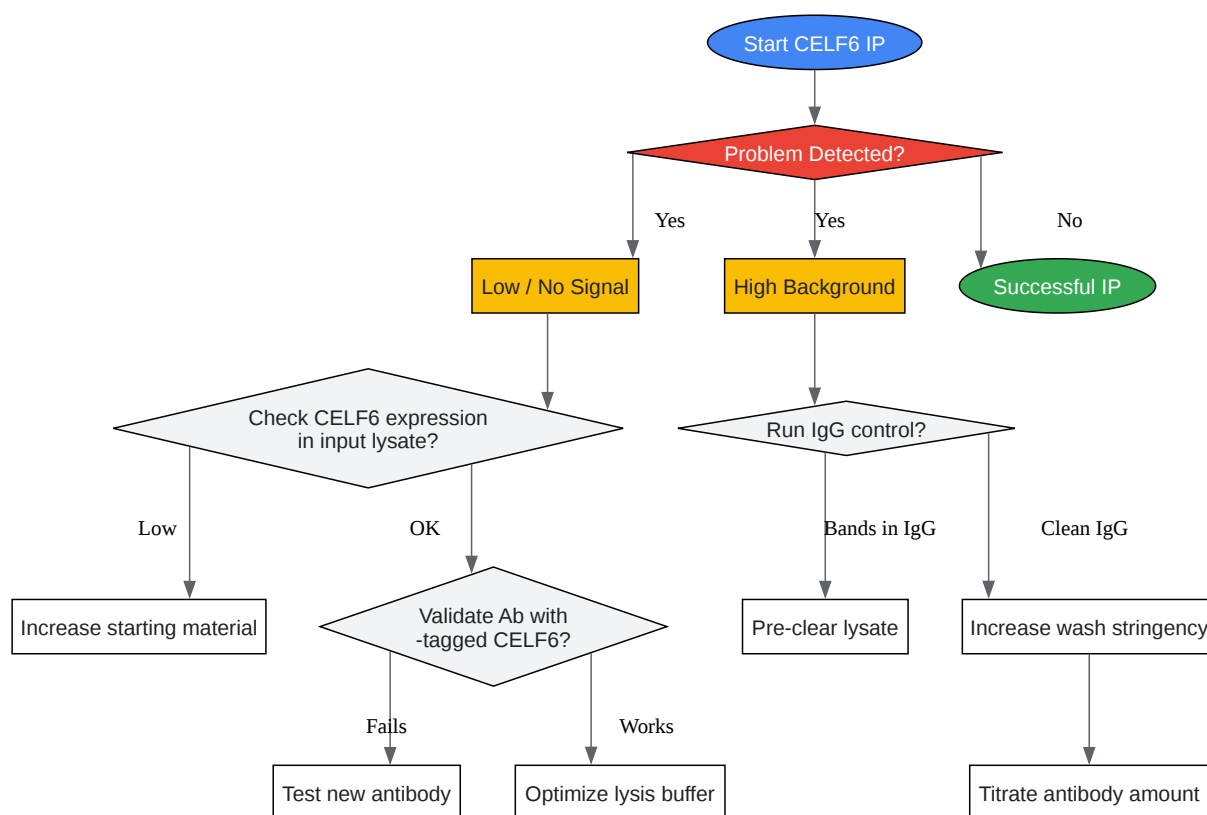 Start CELF6 IP
Problem Detected?
Yes
Yes
No
Low / No Signal
High Background
Successful IP
Check CELF6 expression
in input lysate?
Run IgG control?
Low
OK
Bands in IgG
Clean IgG
Increase starting material
Validate Ab with
-tagged CELF6?
Pre-clear lysate
Increase wash stringency
Fails
Works
Test new antibody
Optimize lysis buffer
Titrate antibody amount